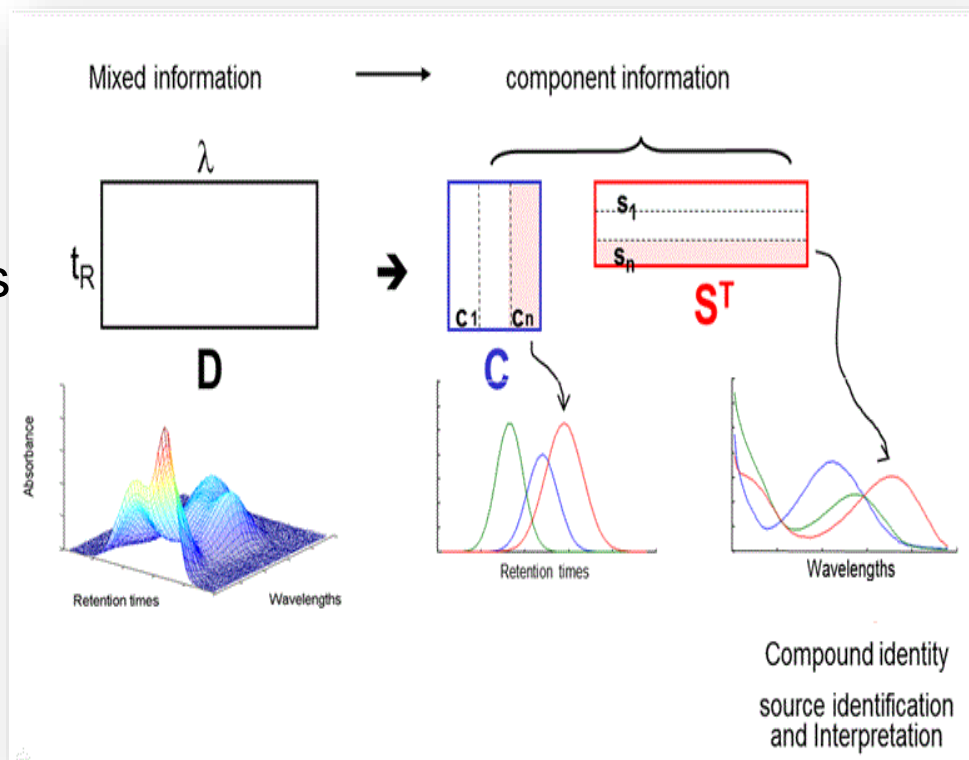 Mixed information
component information
λ
s
t_R
s₁
sₙ
c1
cn
D
C
Sᵀ
Absorbance
Retention times
Wavelengths
Retention times
Wavelengths
Compound identity
source identification
and Interpretation